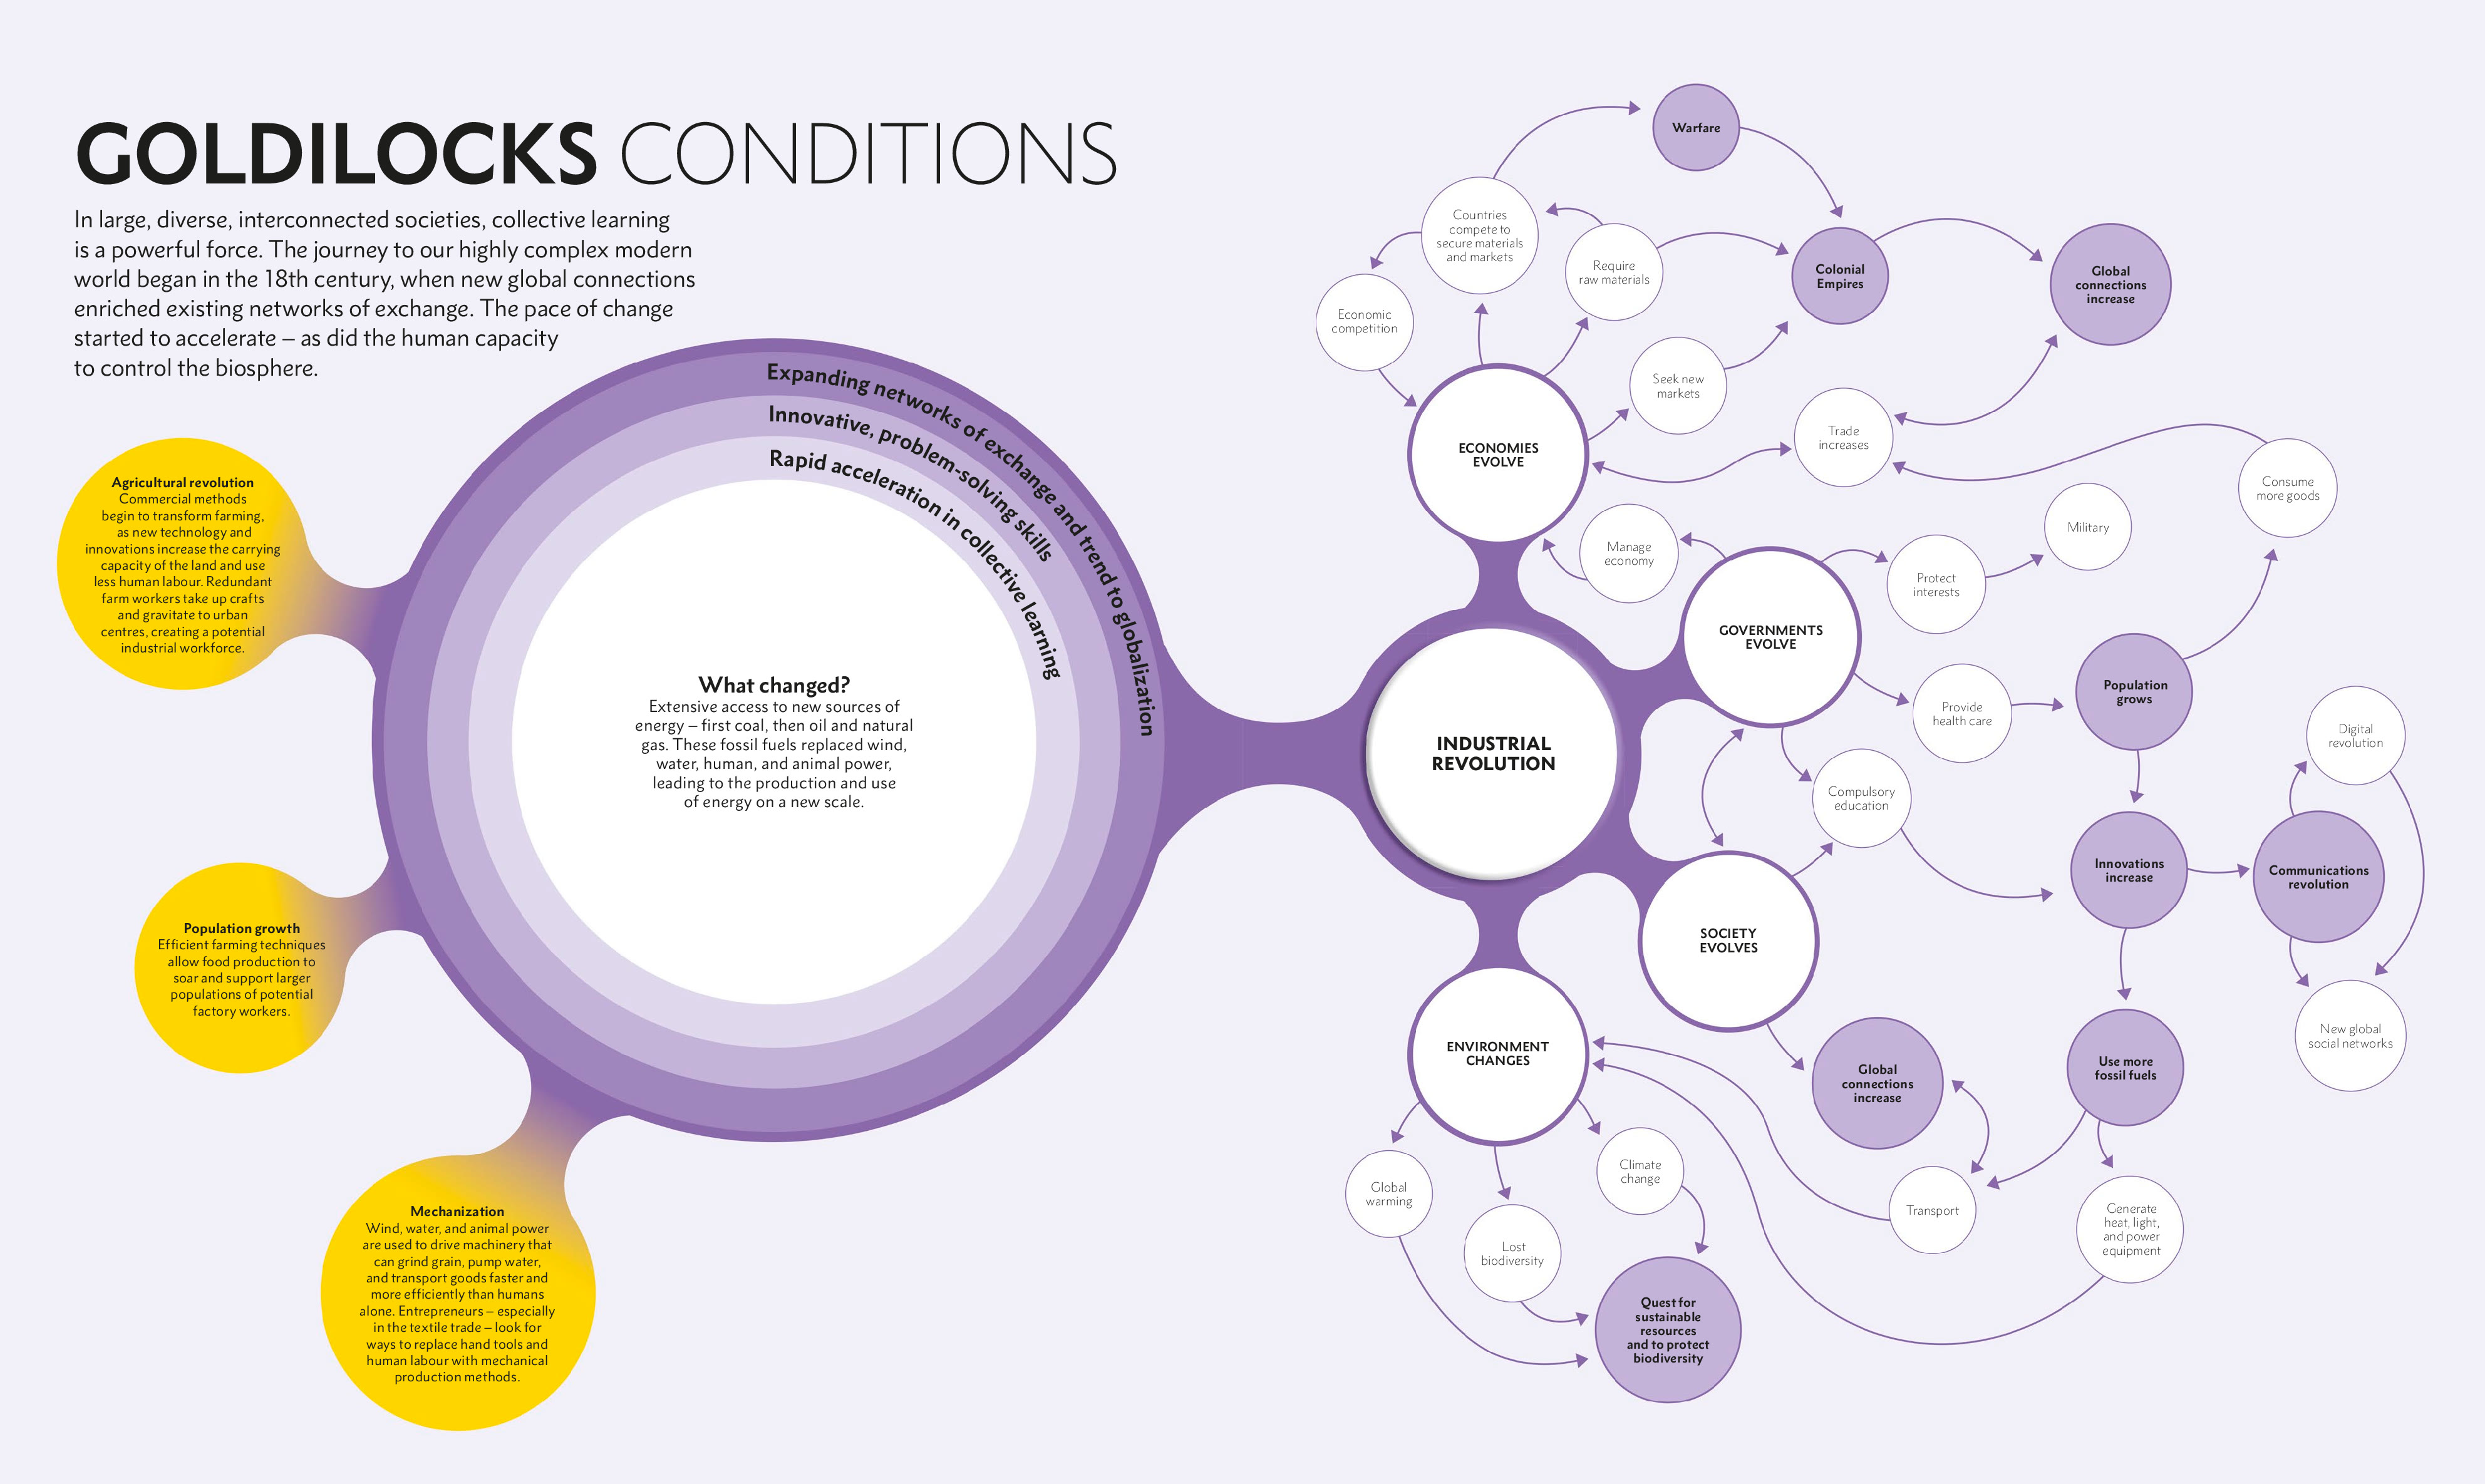 GOLDILOCKS CONDITIONS
In large, diverse, interconnected societies, collective learning
is a powerful force. The journey to our highly complex modern
world began in the 18th century, when new global connections
enriched existing networks of exchange. The pace of change
started to accelerate – as did the human capacity
to control the biosphere.
Agricultural revolution
Commercial methods
begin to transform farming,
as new technology and
innovations increase the carrying
capacity of the land and use
less human labour. Redundant
farm workers take up crafts
and gravitate to urban
centres, creating a potential
industrial workforce.
Population growth
Efficient farming techniques
allow food production to
soar and support larger
populations of potential
factory workers.
Mechanization
Wind, water, and animal power
are used to drive machinery that
can grind grain, pump water,
and transport goods faster and
more efficiently than humans
alone. Entrepreneurs – especially
in the textile trade – look for
ways to replace hand tools and
human labour with mechanical
production methods.
Expanding networks of exchange and trend to globalization
Innovative, problem-solving skills
Rapid acceleration in collective learning
What changed?
Extensive access to new sources of
energy – first coal, then oil and natural
gas. These fossil fuels replaced wind,
water, human, and animal power,
leading to the production and use
of energy on a new scale.
INDUSTRIAL
REVOLUTION
ECONOMIES
EVOLVE
Economic
competition
Countries
compete to
secure materials
and markets
Require
raw materials
Warfare
Seek new
markets
Colonial
Empires
Global
connections
increase
Trade
increases
Manage
economy
GOVERNMENTS
EVOLVE
Protect
interests
Military
Consume
more goods
Provide
health care
Population
grows
Compulsory
education
Digital
revolution
Innovations
increase
Communications
revolution
SOCIETY
EVOLVES
New global
social networks
Use more
fossil fuels
Global
connections
increase
Transport
Generate
heat, light,
and power
equipment
ENVIRONMENT
CHANGES
Global
warming
Lost
biodiversity
Climate
change
Quest for
sustainable
resources
and to protect
biodiversity